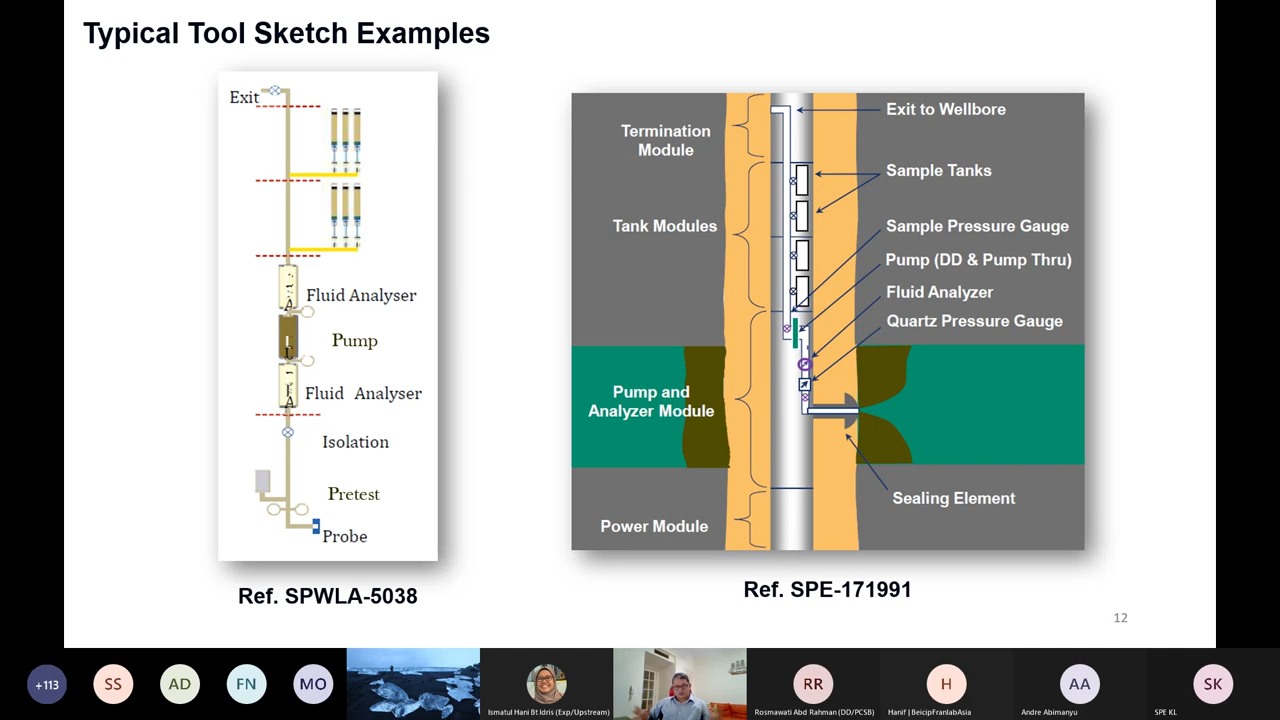 Typical Tool Sketch Examples
Exit
Fluid Analyser
Pump
Fluid Analyser
Isolation
Pretest
Probe
Ref. SPWLA-5038
Termination
Module
Tank Modules
Pump and
Analyzer Module
Power Module
Exit to Wellbore
Sample Tanks
Sample Pressure Gauge
Pump (DD & Pump Thru)
Fluid Analyzer
Quartz Pressure Gauge
Sealing Element
Ref. SPE-171991
12
+113
SS
AD
FN
MO
Ismatul Hani Bt Idris (Exp/Upstream)
RR
Rosmawati Abd Rahman (DD/PCSB)
H
Hanif | BeicipFranlabAsia
AA
Andre Abimanyu
SK
SPE KL